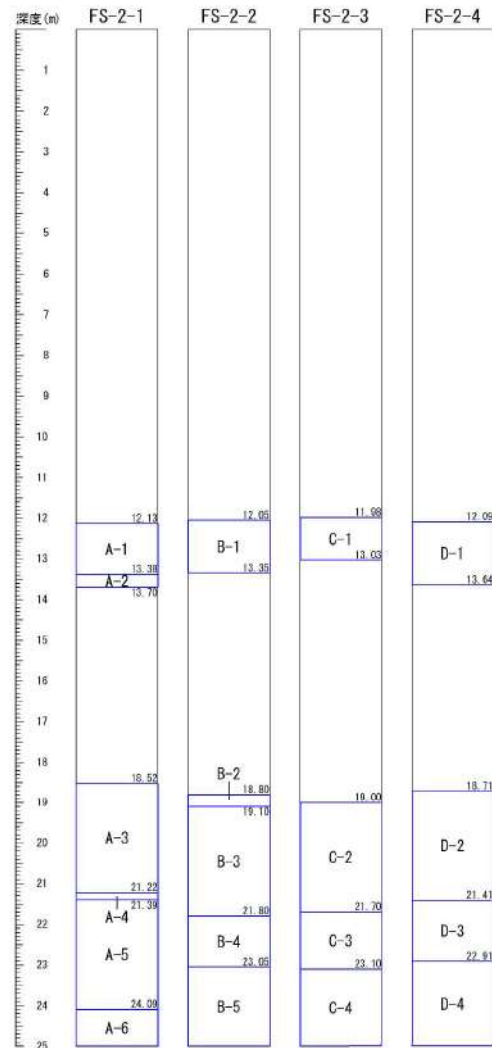 深度(m) FS-2-1 FS-2-2 FS-2-3 FS-2-4
1
2
3
4
5
6
7
8
9
10
11
11.98
12 12.13 12.05 12.09
A-1 B-1 C-1 D-1
13 13.38 13.35 13.03
A-2
13.70 13.64
14
15
16
17
18
B-2
18.52 18.80 18.71
19 19.10 19.00
A-3 B-3 C-2 D-2
20
21 21.22
21.39 21.41
A-4 21.80 21.70
22
A-5 B-4 C-3 D-3
23 23.05 23.10 22.91
24 24.09
A-6 B-5 C-4 D-4
25